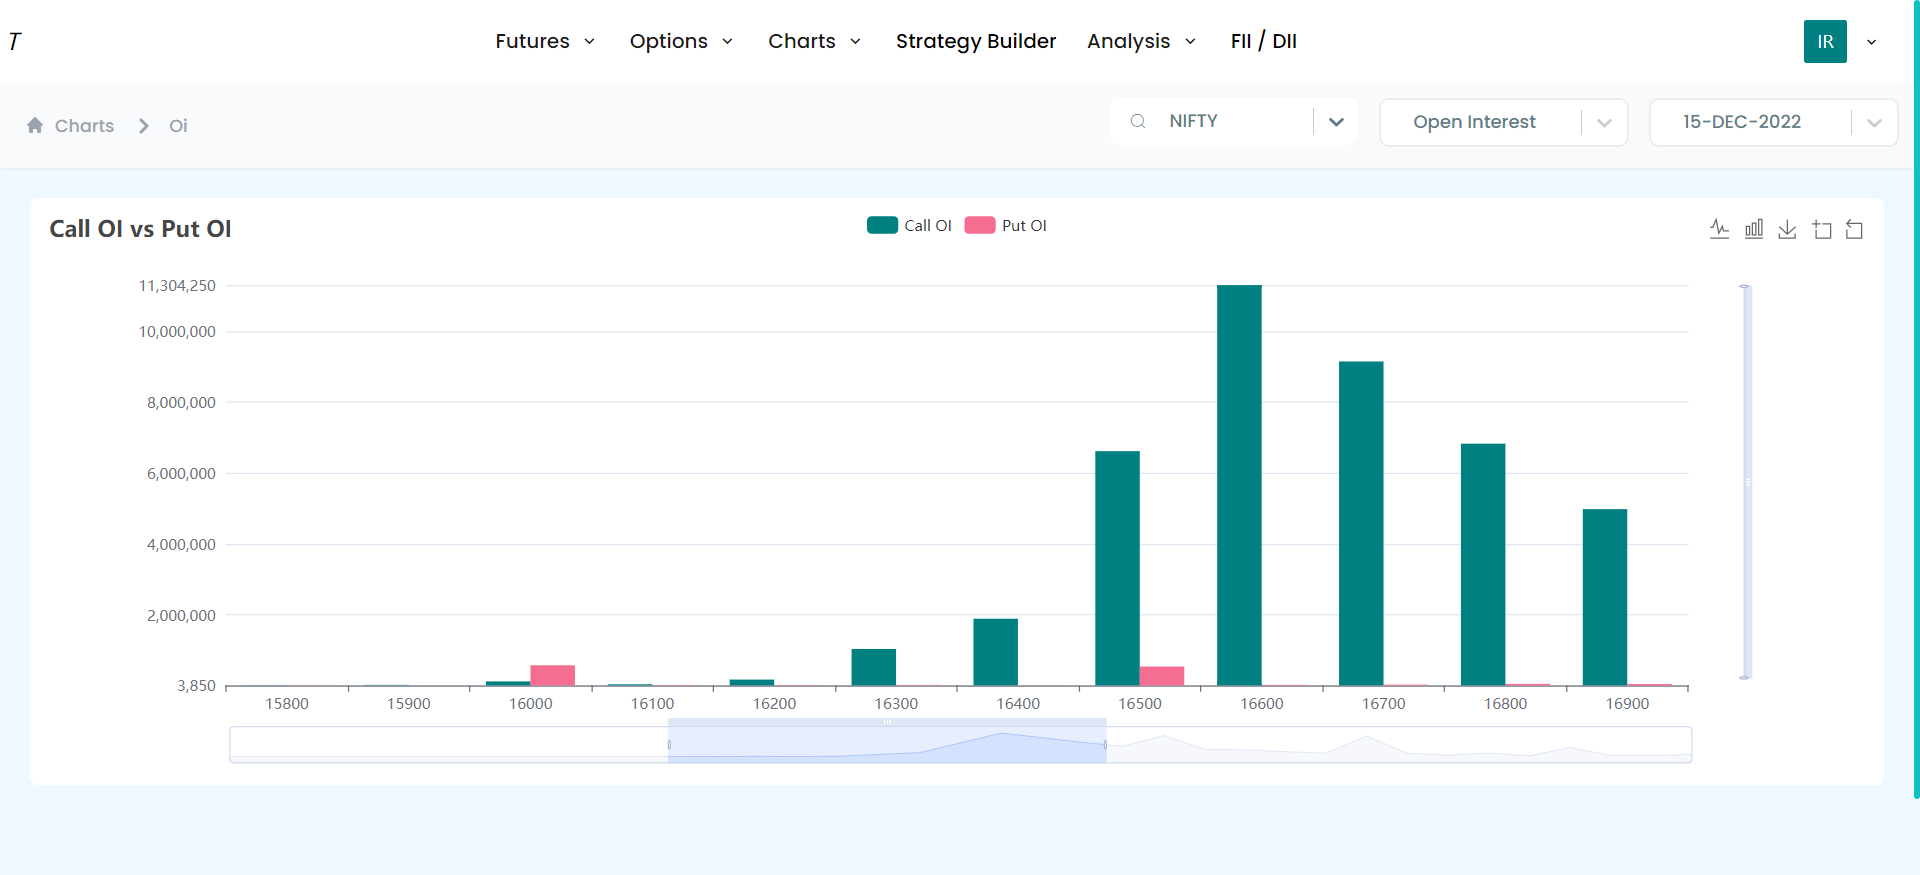 T Futures Options Charts Strategy Builder Analysis FII / DII IR
Charts Oi NIFTY Open Interest 15-DEC-2022
Call OI vs Put OI Call OI Put OI
11,304,250
10,000,000
8,000,000
6,000,000
4,000,000
2,000,000
3,850
15800 15900 16000 16100 16200 16300 16400 16500 16600 16700 16800 16900